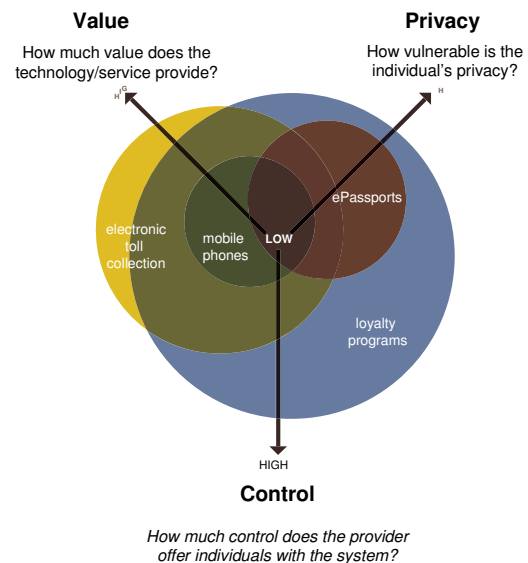 Value
Privacy
How much value does the
technology/service provide?
How vulnerable is the
individual's privacy?
HIG
H
ePassports
electronic
toll
collection
mobile
phones
LOW
loyalty
programs
HIGH
Control
How much control does the provider
offer individuals with the system?